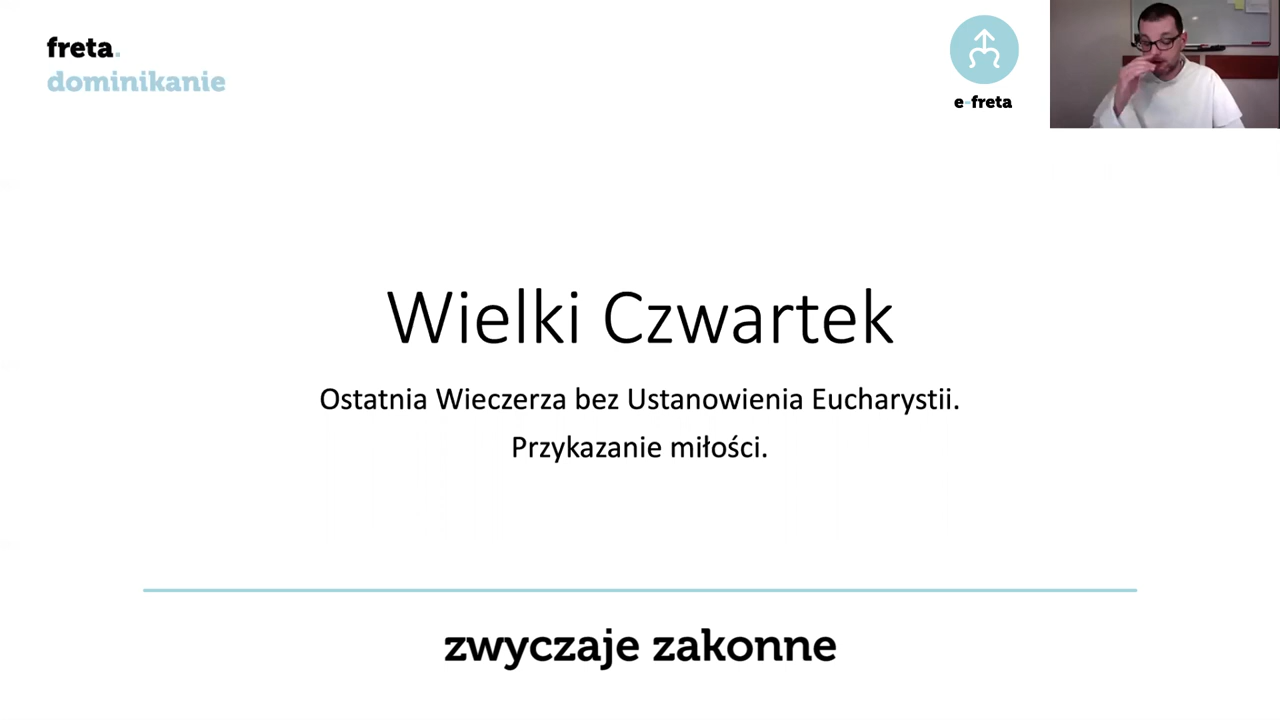 freta.
dominikanie
e-freta
Wielki Czwartek
Ostatnia Wieczerza bez Ustanowienia Eucharystii.
Przykazanie miłości.
zwyczaje zakonne